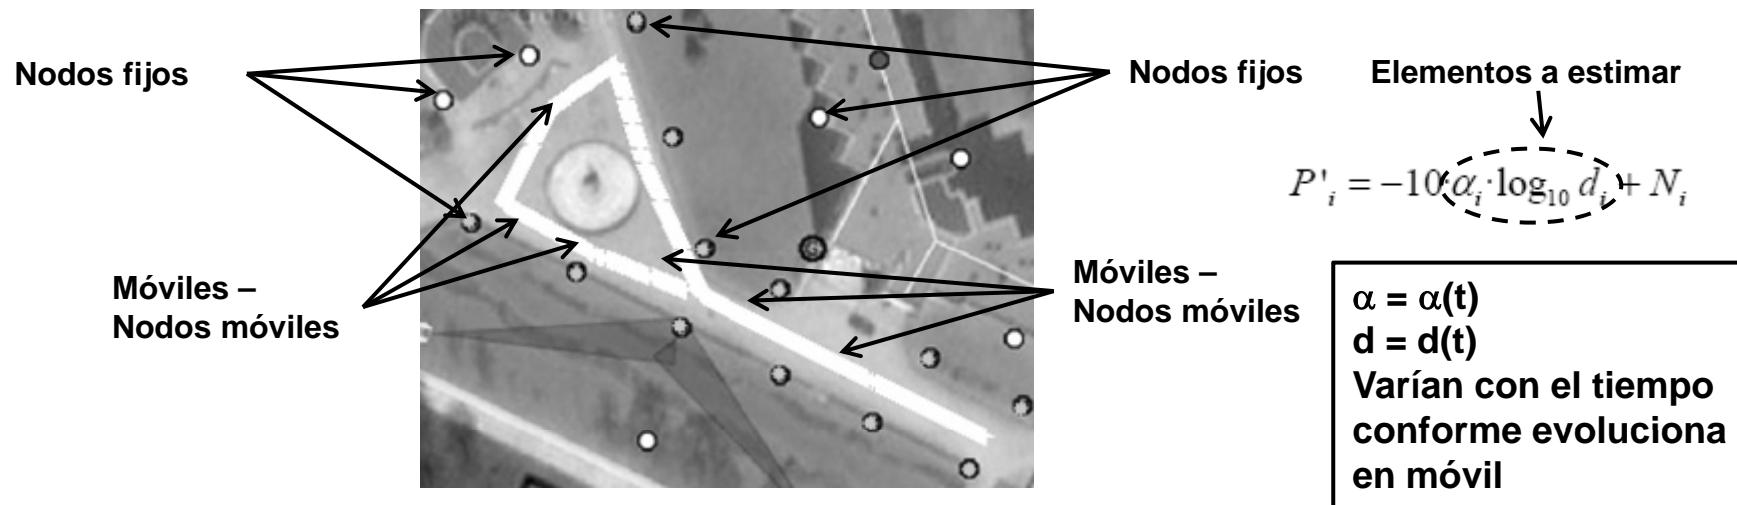 Nodos fijos
Móviles –
Nodos móviles
Nodos fijos
Móviles –
Nodos móviles
Elementos a estimar
P'ᵢ = −10·αᵢ·log₁₀ dᵢ + Nᵢ
α = α(t)
d = d(t)
Varían con el tiempo
conforme evoluciona
en móvil